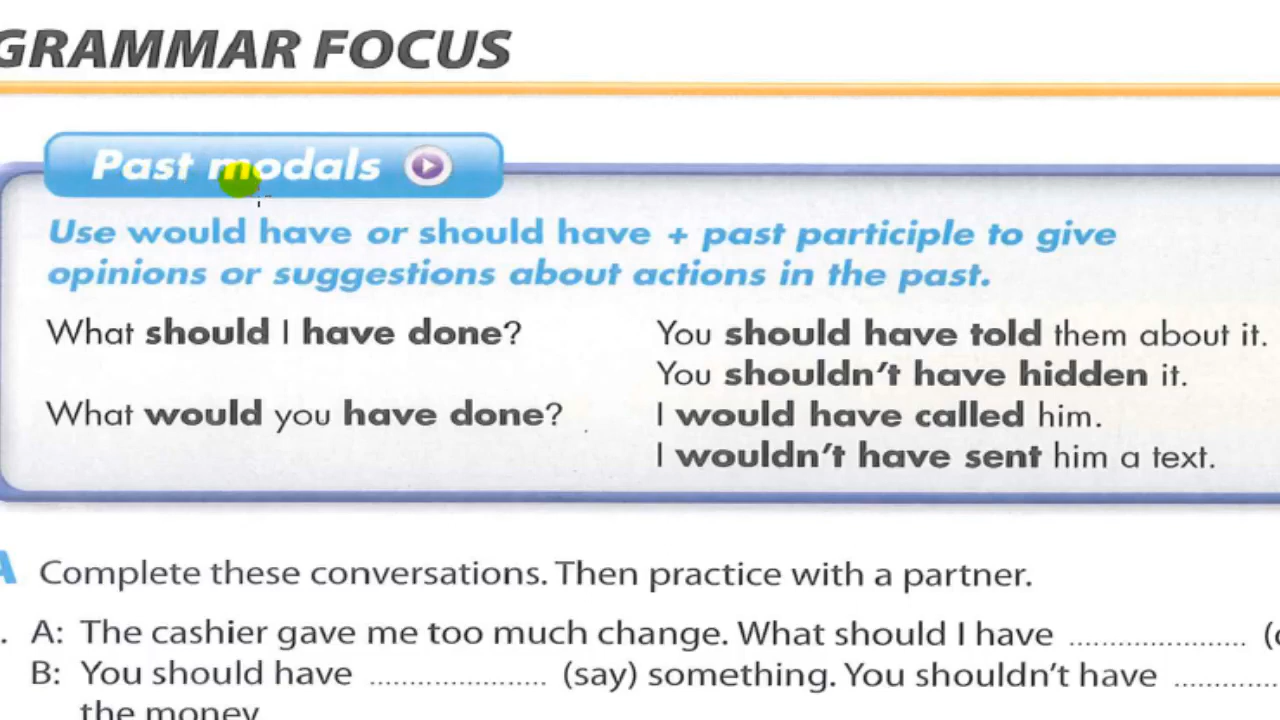 GRAMMAR FOCUS
Past modals
Use would have or should have + past participle to give
opinions or suggestions about actions in the past.
What should I have done? You should have told them about it.
You shouldn't have hidden it.
What would you have done? I would have called him.
I wouldn't have sent him a text.
A Complete these conversations. Then practice with a partner.
. A: The cashier gave me too much change. What should I have ...................... (
B: You should have ...................... (say) something. You shouldn't have .............
the money